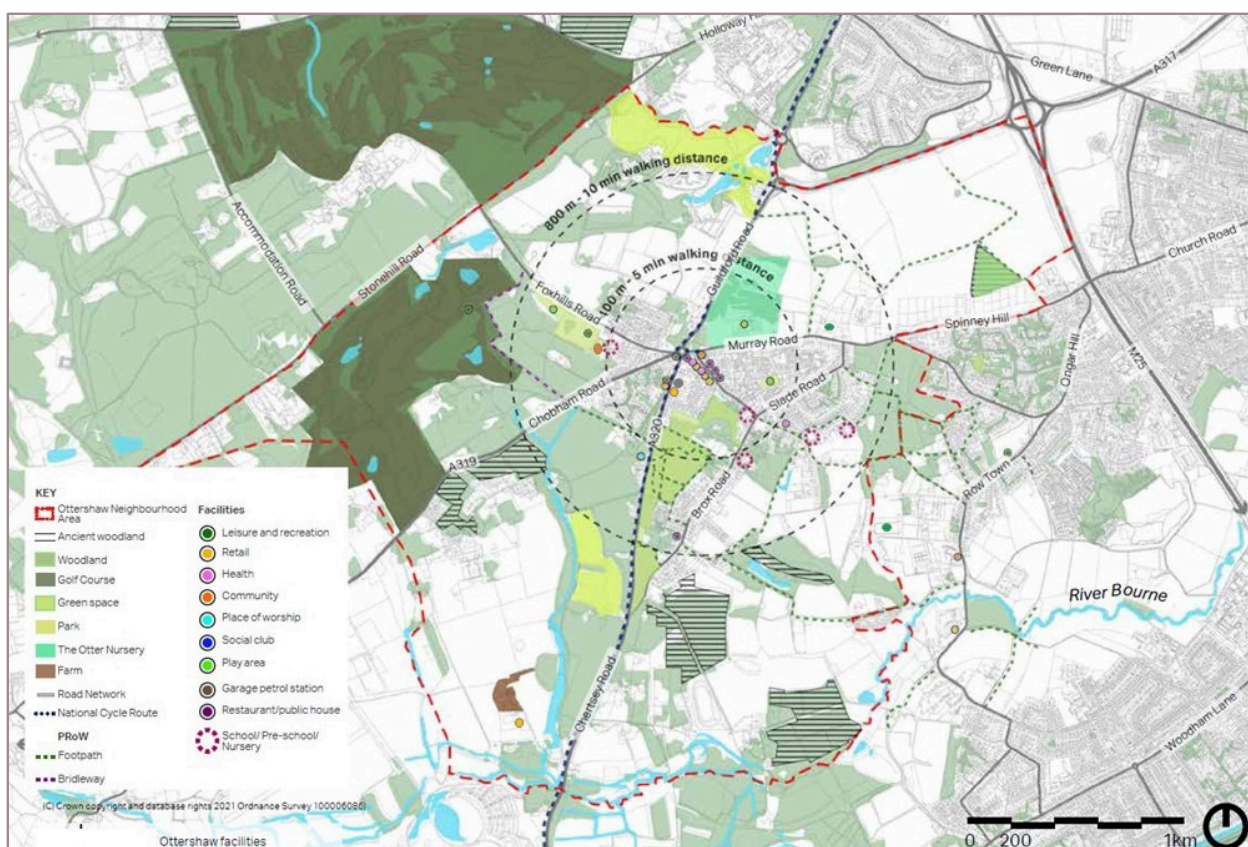 Holloway Hi
Green Lane
A317
800 m - 10 min walking distance
Accommodation Road
Stonehill Road
Guildford Road
00 m - 5 min walking
stance
Church Road
Foxhills Road
Spinney Hill
Murray Road
Ongar Hill
M25
Chobham Road
Slade Road
A320
A319
Row Town
Brox Road
River Bourne
Chertsey Road
Woodham Lane
KEY
Ottershaw Neighbourhood
Area
Ancient woodland
Woodland
Golf Course
Green space
Park
The Otter Nursery
Farm
Road Network
National Cycle Route
PRoW
Footpath
Bridleway
Facilities
Leisure and recreation
Retail
Health
Community
Place of worship
Social club
Play area
Garage petrol station
Restaurant/public house
School/ Pre-school/
Nursery
(C) Crown copyright and database rights 2021 Ordnance Survey 100006086)
Ottershaw facilities
0 200 1km